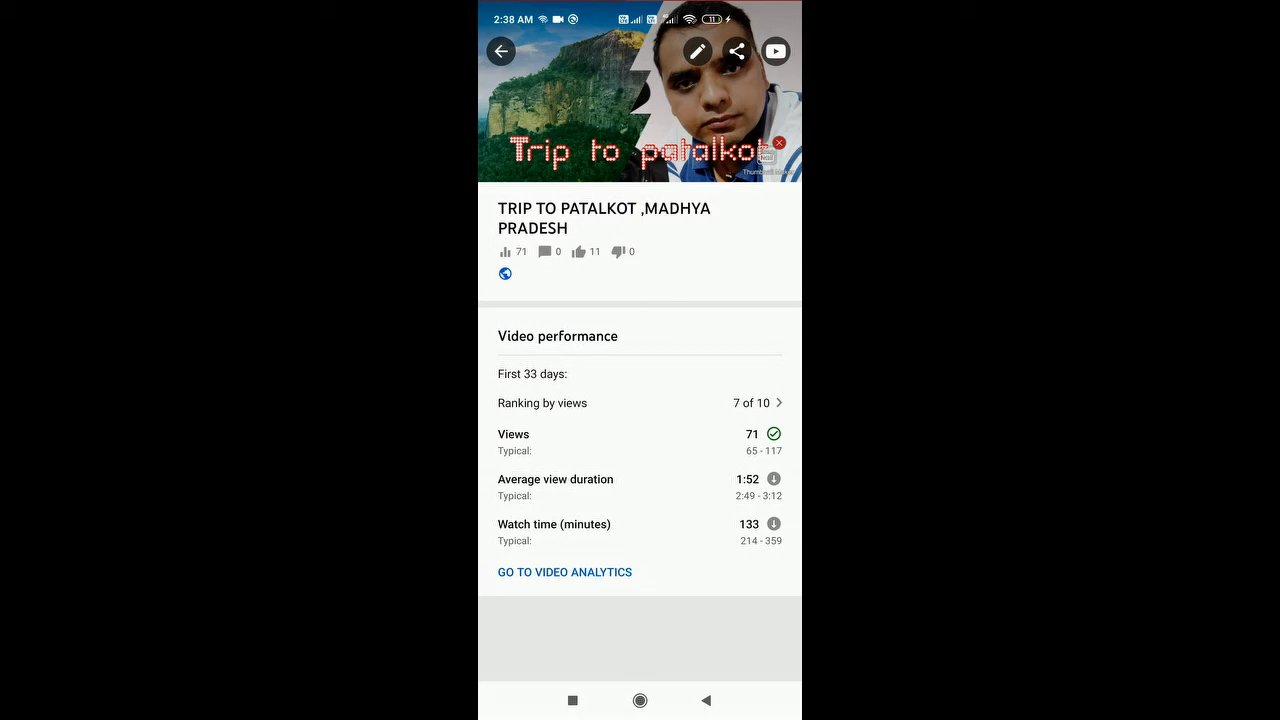 2:38 AM
11
Trip to patalkot
TRIP TO PATALKOT ,MADHYA
PRADESH
71 0 11 0
Video performance
First 33 days:
Ranking by views 7 of 10
Views 71
Typical: 65 - 117
Average view duration 1:52
Typical: 2:49 - 3:12
Watch time (minutes) 133
Typical: 214 - 359
GO TO VIDEO ANALYTICS